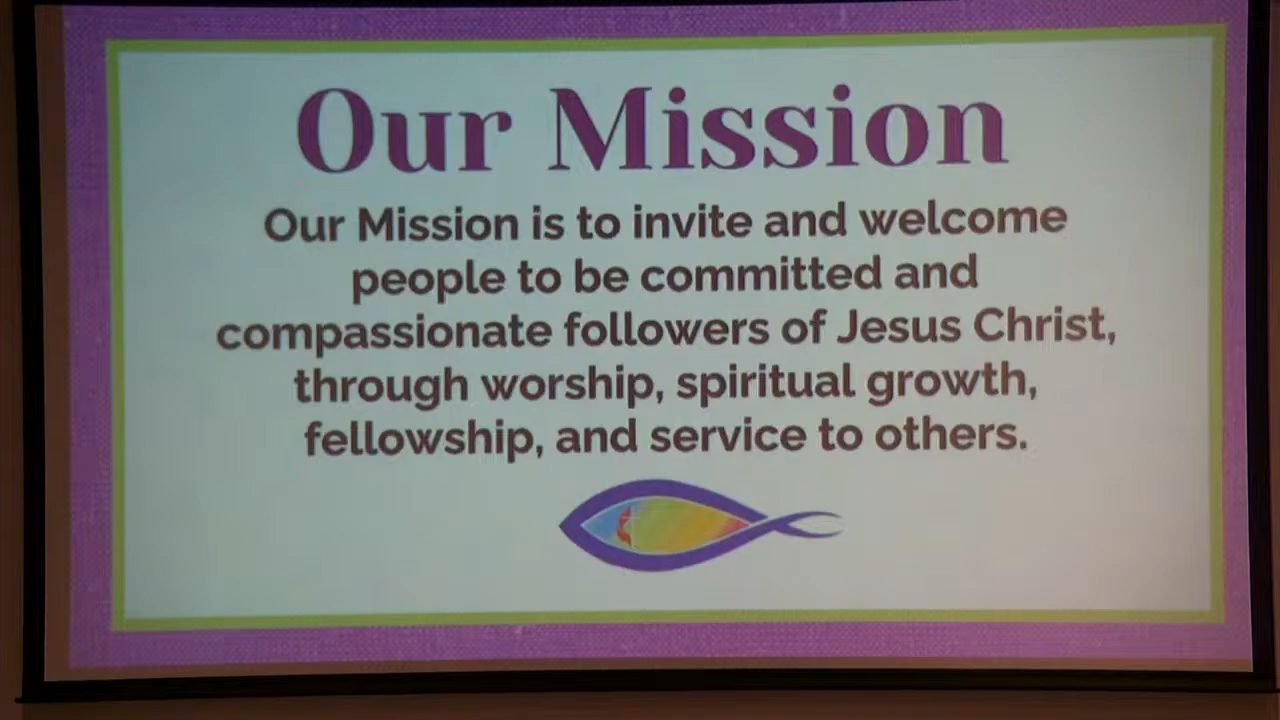 Our Mission
Our Mission is to invite and welcome
people to be committed and
compassionate followers of Jesus Christ,
through worship, spiritual growth,
fellowship, and service to others.